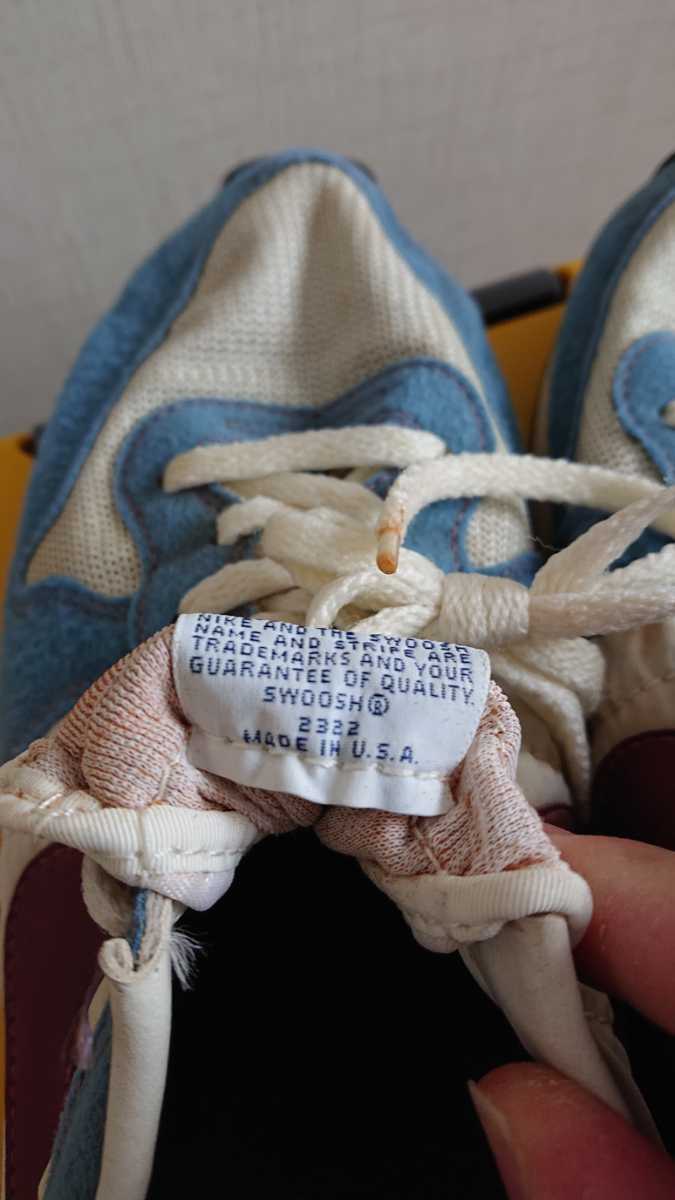 NIKE AND THE SWOOSH
NAME AND STRIPE ARE
TRADEMARKS AND YOUR
GUARANTEE OF QUALITY.
SWOOSH®
2322
MADE IN U.S.A.